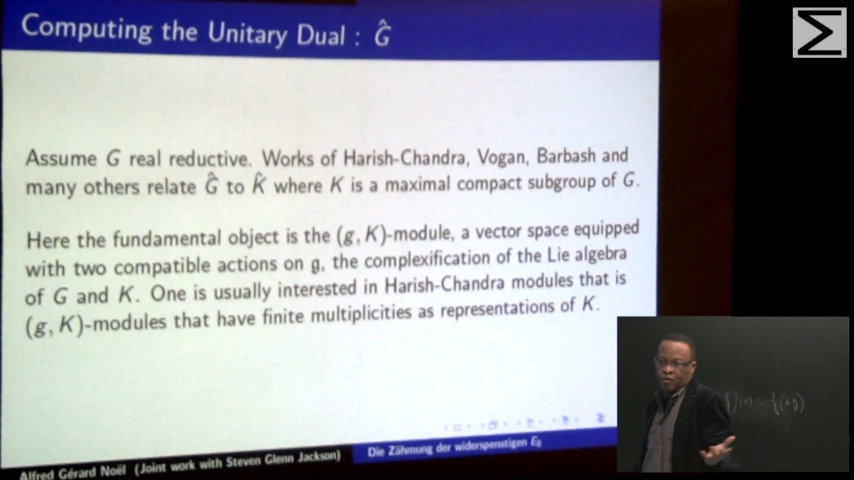 Computing the Unitary Dual : Ĝ
Σ
Assume G real reductive. Works of Harish-Chandra, Vogan, Barbash and
many others relate Ĝ to K̂ where K is a maximal compact subgroup of G.
Here the fundamental object is the (g, K)-module, a vector space equipped
with two compatible actions on 𝔤, the complexification of the Lie algebra
of G and K. One is usually interested in Harish-Chandra modules that is
(g, K)-modules that have finite multiplicities as representations of K.
Alfred Gérard Noël (Joint work with Steven Glenn Jackson)
Die Zähmung der widerspenstigen E₈